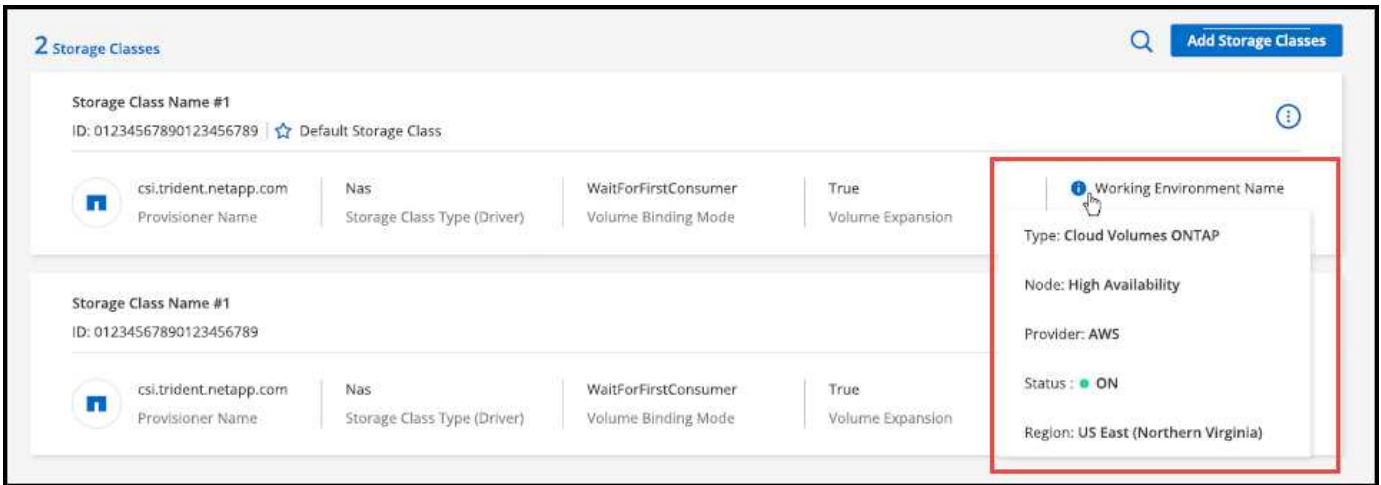 2 Storage Classes
Add Storage Classes
Storage Class Name #1
ID: 01234567890123456789 | Default Storage Class
csi.trident.netapp.com Nas WaitForFirstConsumer True Working Environment Name
Provisioner Name Storage Class Type (Driver) Volume Binding Mode Volume Expansion
Type: Cloud Volumes ONTAP
Node: High Availability
Storage Class Name #1
ID: 01234567890123456789
Provider: AWS
csi.trident.netapp.com Nas WaitForFirstConsumer True
Status : ON
Provisioner Name Storage Class Type (Driver) Volume Binding Mode Volume Expansion
Region: US East (Northern Virginia)